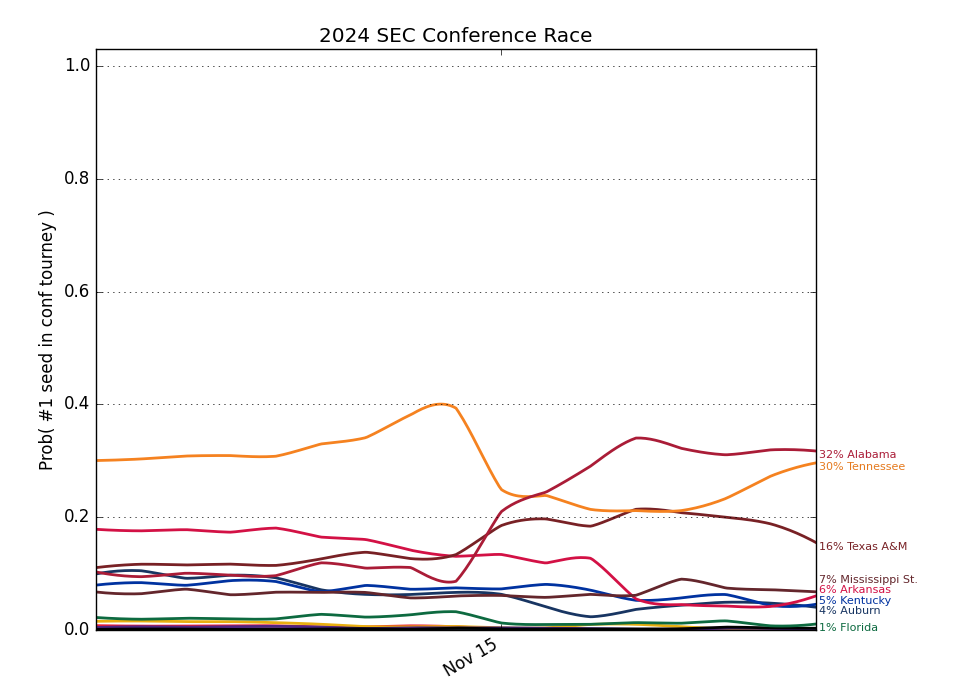 2024 SEC Conference Race
Prob( #1 seed in conf tourney )
1.0
0.8
0.6
0.4
0.2
0.0
Nov 15
32% Alabama
30% Tennessee
16% Texas A&M
7% Mississippi St.
6% Arkansas
5% Kentucky
4% Auburn
1% Florida